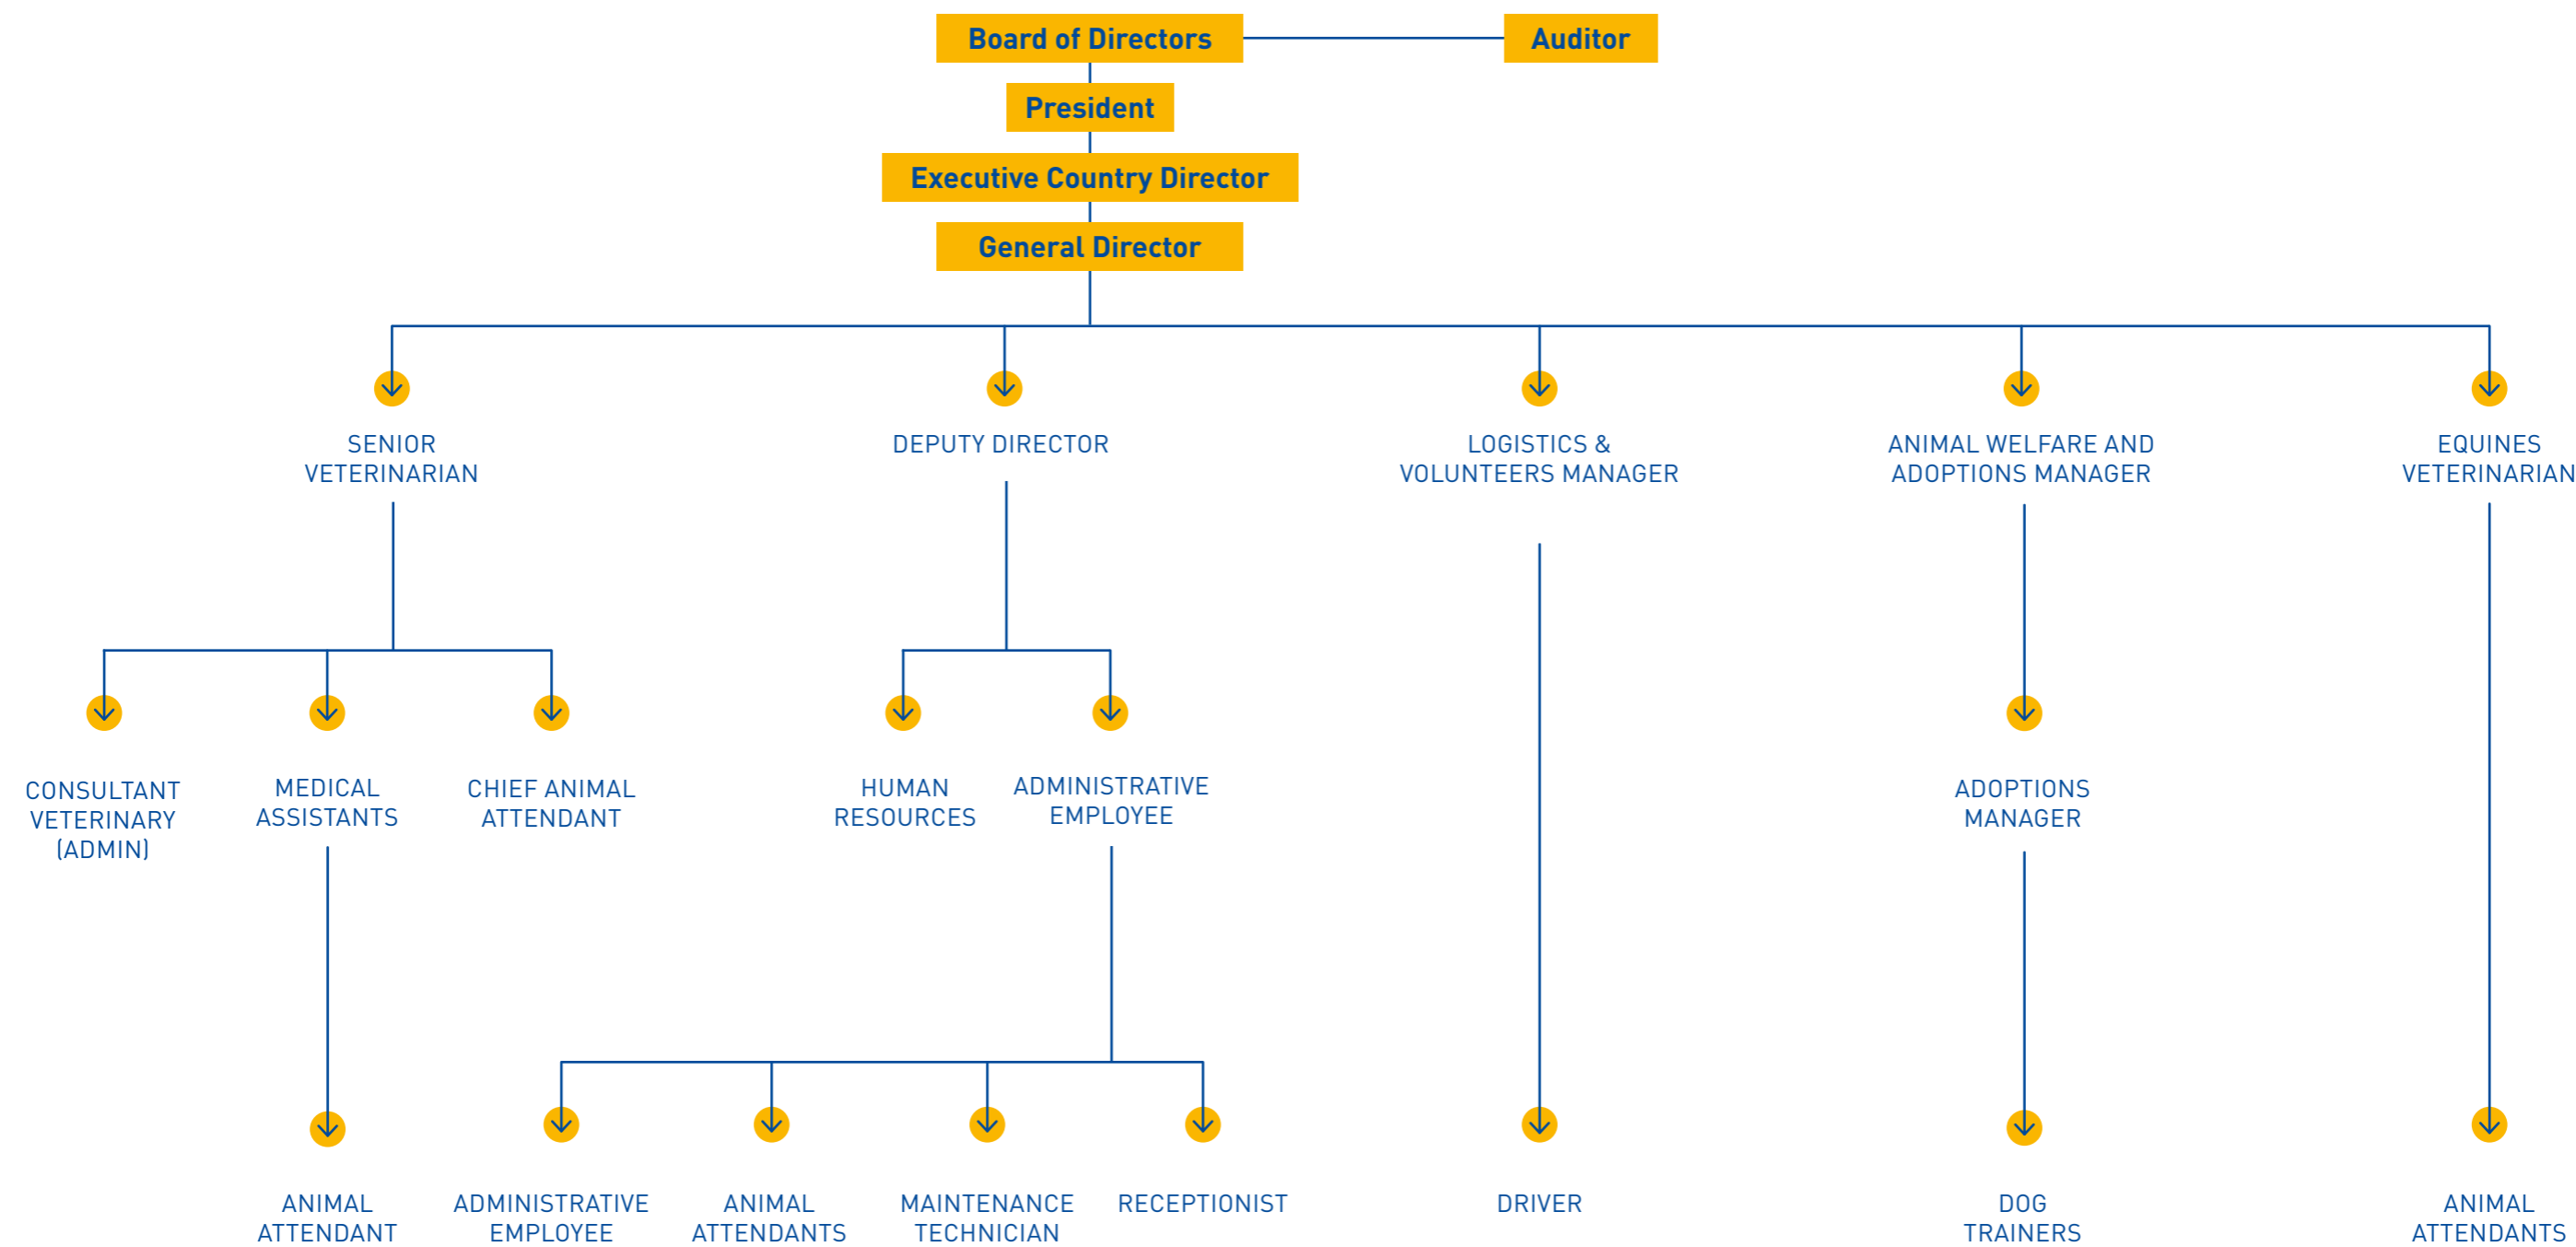 Board of Directors
Auditor
President
Executive Country Director
General Director
SENIOR
VETERINARIAN
DEPUTY DIRECTOR
LOGISTICS &
VOLUNTEERS MANAGER
ANIMAL WELFARE AND
ADOPTIONS MANAGER
EQUINES
VETERINARIAN
CONSULTANT
VETERINARY
(ADMIN)
MEDICAL
ASSISTANTS
CHIEF ANIMAL
ATTENDANT
HUMAN
RESOURCES
ADMINISTRATIVE
EMPLOYEE
ADOPTIONS
MANAGER
ANIMAL
ATTENDANT
ADMINISTRATIVE
EMPLOYEE
ANIMAL
ATTENDANTS
MAINTENANCE
TECHNICIAN
RECEPTIONIST
DRIVER
DOG
TRAINERS
ANIMAL
ATTENDANTS